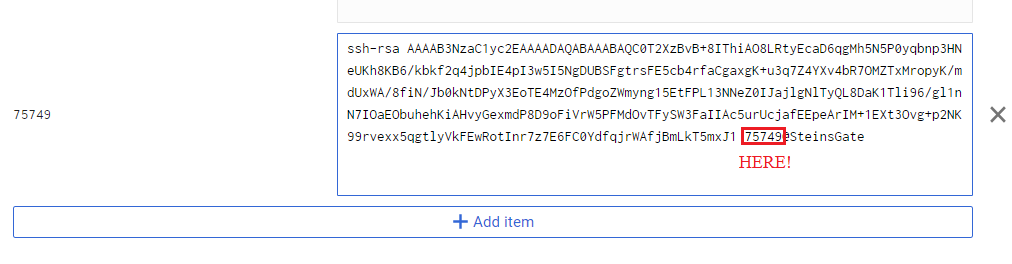 ssh-rsa AAAAB3NzaC1yc2EAAAADAQABAAABAQC0T2XzBvB+8IThiAO8LRtyEcaD6qgMh5N5P0yqbnp3HN
eUKh8KB6/kbkf2q4jpbIE4pI3w5I5NgDUBSFgtrsFE5cb4rfaCgaxgK+u3q7Z4YXv4bR7OMZTxMropyK/m
dUxWA/8fiN/Jb0kNtDPyX3EoTE4MzOfPdgoZWmyng15EtFPL13NNeZ0IJajlgNlTyQL8DaK1Tli96/gl1n
75749
N7IOaEObuhehKiAHvyGexmdP8D9oFiVrW5PFMdOvTFySW3FaIIAc5urUcjafEEpeArIM+1EXt3Ovg+p2NK
99rvexx5qgtlyVkFEwRotInr7z7E6FC0YdfqjrWAfjBmLkT5mxJ1 75749@SteinsGate
HERE!
+ Add item